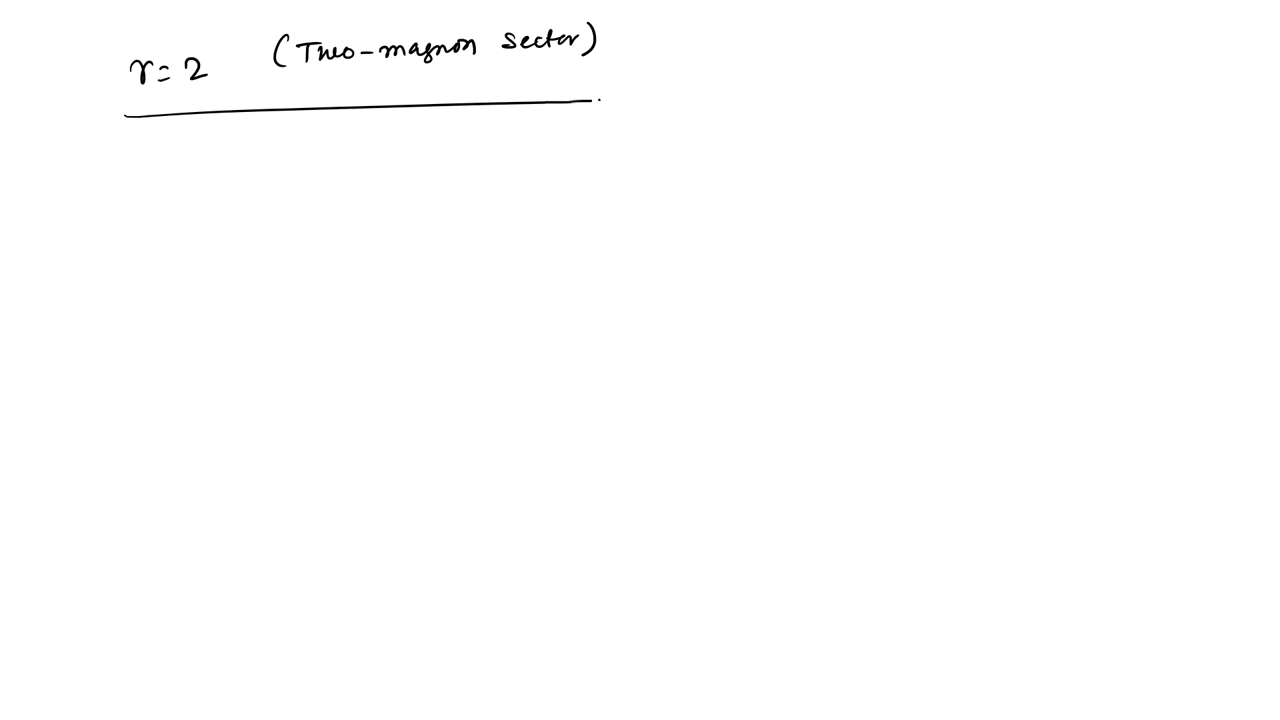 r = 2 (Two-magnon sector)